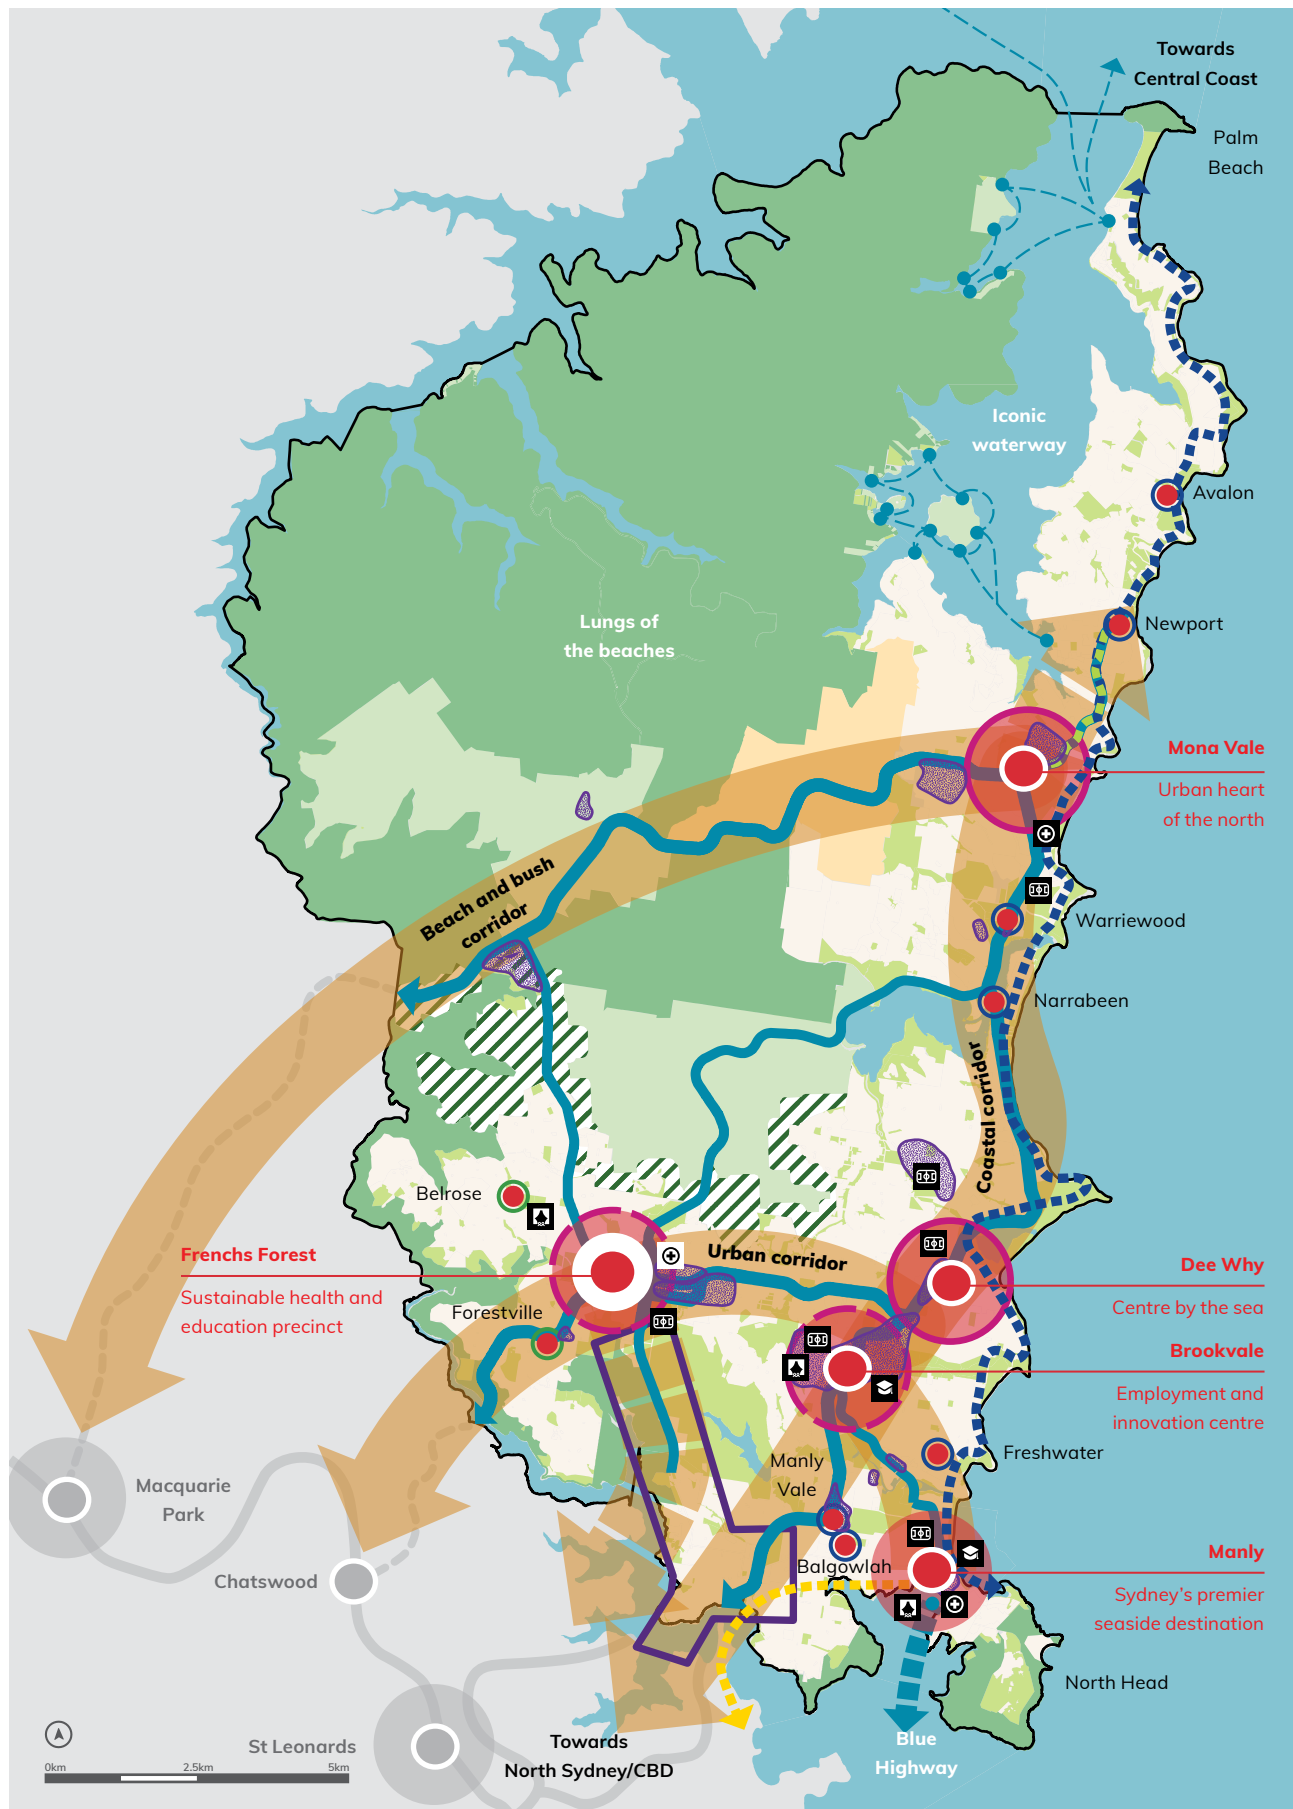 Towards
Central Coast
Palm
Beach
Iconic
waterway
Avalon
Lungs of
the beaches
Newport
Mona Vale
Urban heart
of the north
Beach and bush
corridor
Warriewood
Narrabeen
Coastal corridor
Belrose
Frenchs Forest
Sustainable health and
education precinct
Urban corridor
Forestville
Dee Why
Centre by the sea
Brookvale
Employment and
innovation centre
Freshwater
Manly
Vale
Macquarie
Park
Chatswood
Balgowlah
Manly
Sydney's premier
seaside destination
North Head
St Leonards
Towards
North Sydney/CBD
Blue
Highway
0km
2.5km
5km